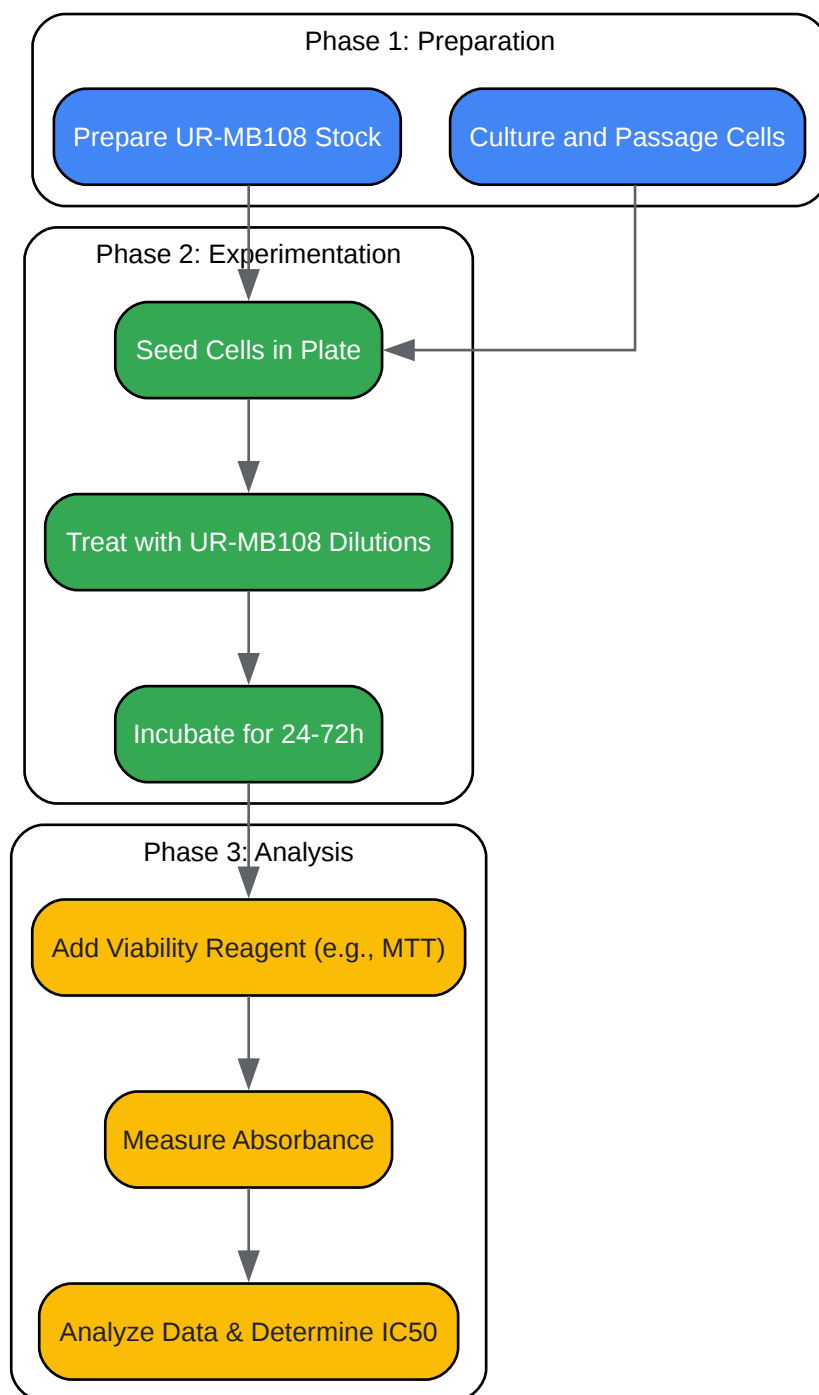 Phase 1: Preparation
Prepare UR-MB108 Stock
Culture and Passage Cells
Phase 2: Experimentation
Seed Cells in Plate
Treat with UR-MB108 Dilutions
Incubate for 24-72h
Phase 3: Analysis
Add Viability Reagent (e.g., MTT)
Measure Absorbance
Analyze Data & Determine IC50